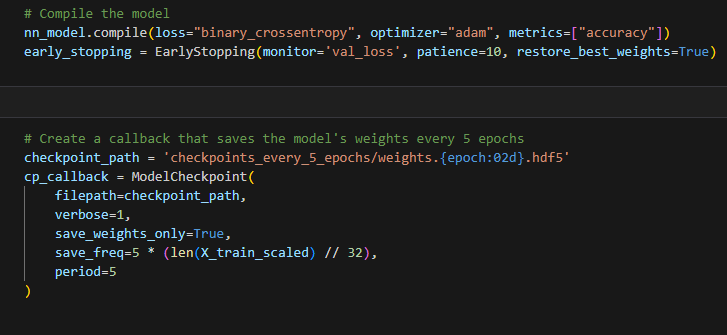 # Compile the model
nn_model.compile(loss="binary_crossentropy", optimizer="adam", metrics=["accuracy"])
early_stopping = EarlyStopping(monitor='val_loss', patience=10, restore_best_weights=True)
# Create a callback that saves the model's weights every 5 epochs
checkpoint_path = 'checkpoints_every_5_epochs/weights.{epoch:02d}.hdf5'
cp_callback = ModelCheckpoint(
    filepath=checkpoint_path,
    verbose=1,
    save_weights_only=True,
    save_freq=5 * (len(X_train_scaled) // 32),
    period=5
)